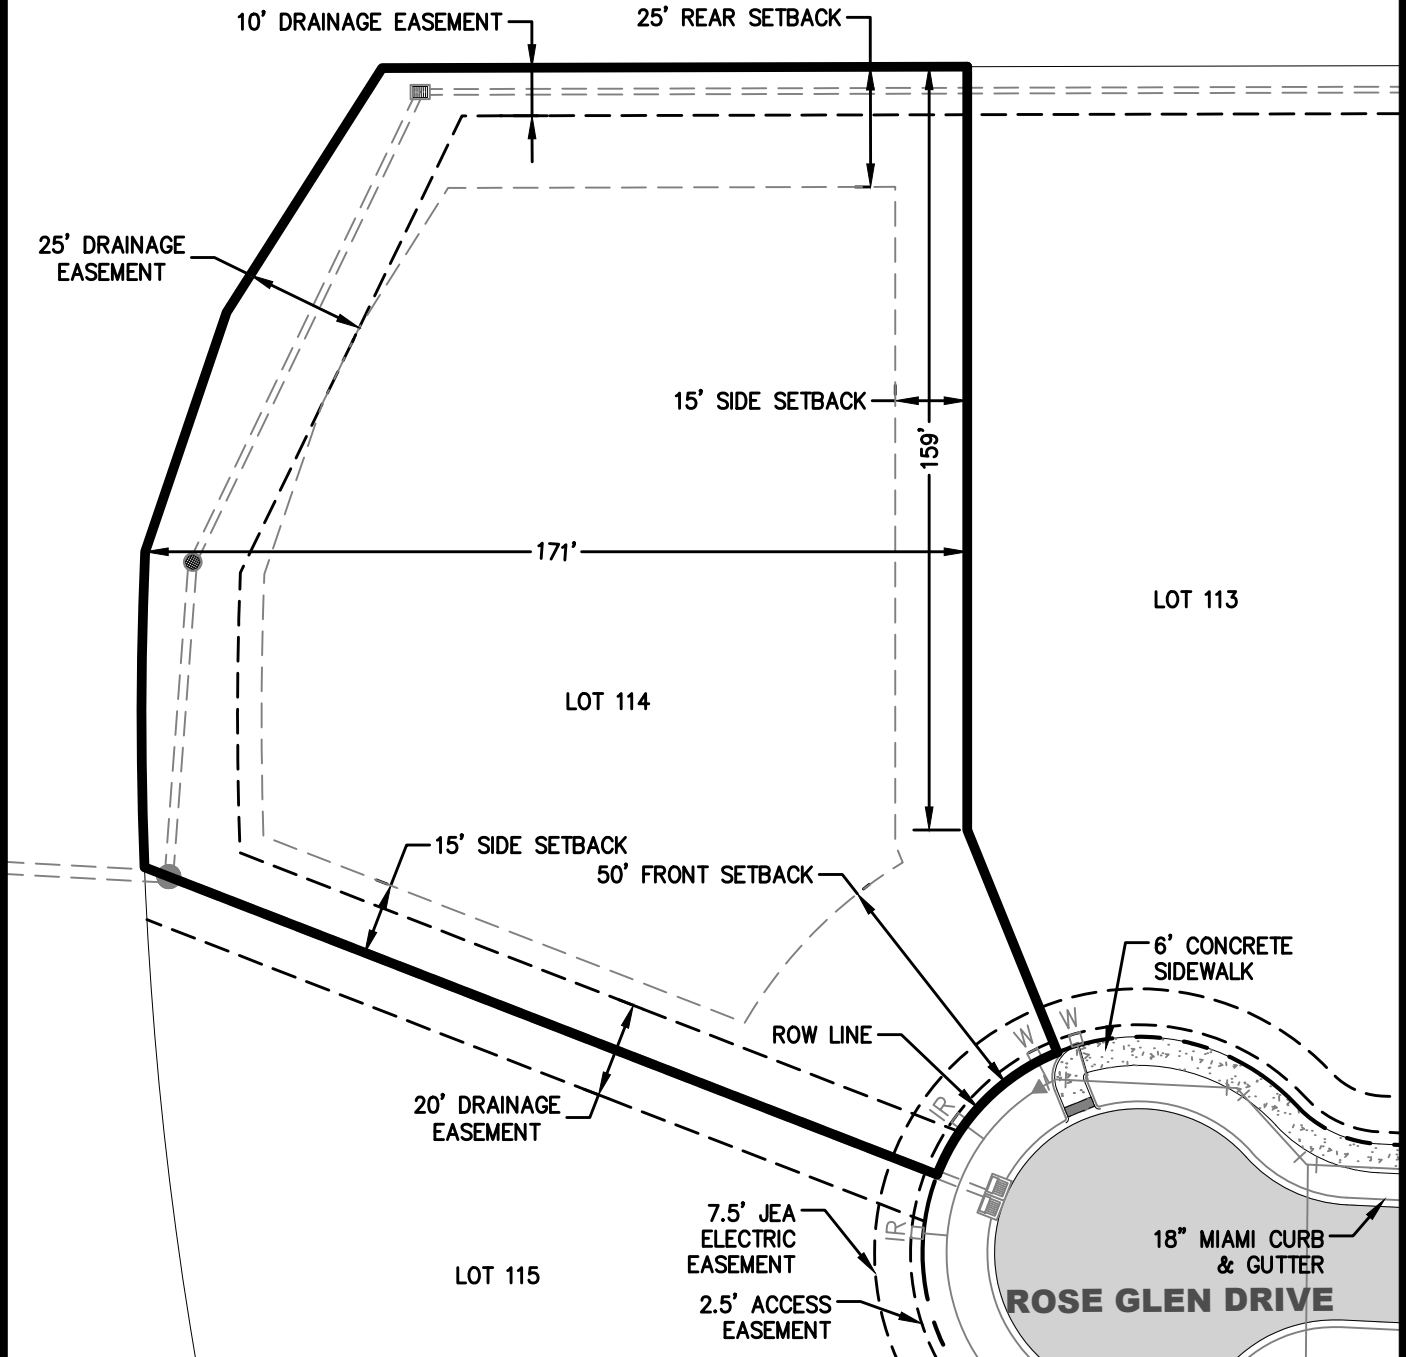 10' DRAINAGE EASEMENT
25' REAR SETBACK
25' DRAINAGE
EASEMENT
15' SIDE SETBACK
159'
171'
LOT 113
LOT 114
15' SIDE SETBACK
50' FRONT SETBACK
6' CONCRETE
SIDEWALK
W
W
ROW LINE
IR
20' DRAINAGE
EASEMENT
7.5' JEA
ELECTRIC
EASEMENT
IR
18" MIAMI CURB
& GUTTER
LOT 115
2.5' ACCESS
EASEMENT
ROSE GLEN DRIVE